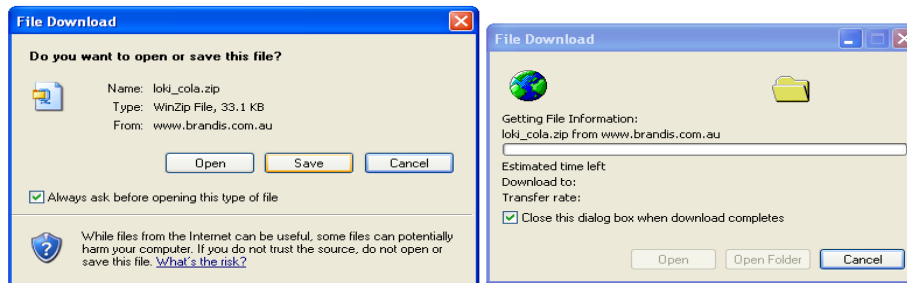 File Download
Do you want to open or save this file?
Name: loki_cola.zip
Type: WinZip File, 33.1 KB
From: www.brandis.com.au
Open Save Cancel
Always ask before opening this type of file
While files from the Internet can be useful, some files can potentially
harm your computer. If you do not trust the source, do not open or
save this file. What's the risk?
File Download
Getting File Information:
loki_cola.zip from www.brandis.com.au
Estimated time left
Download to:
Transfer rate:
Close this dialog box when download completes
Open Open Folder Cancel